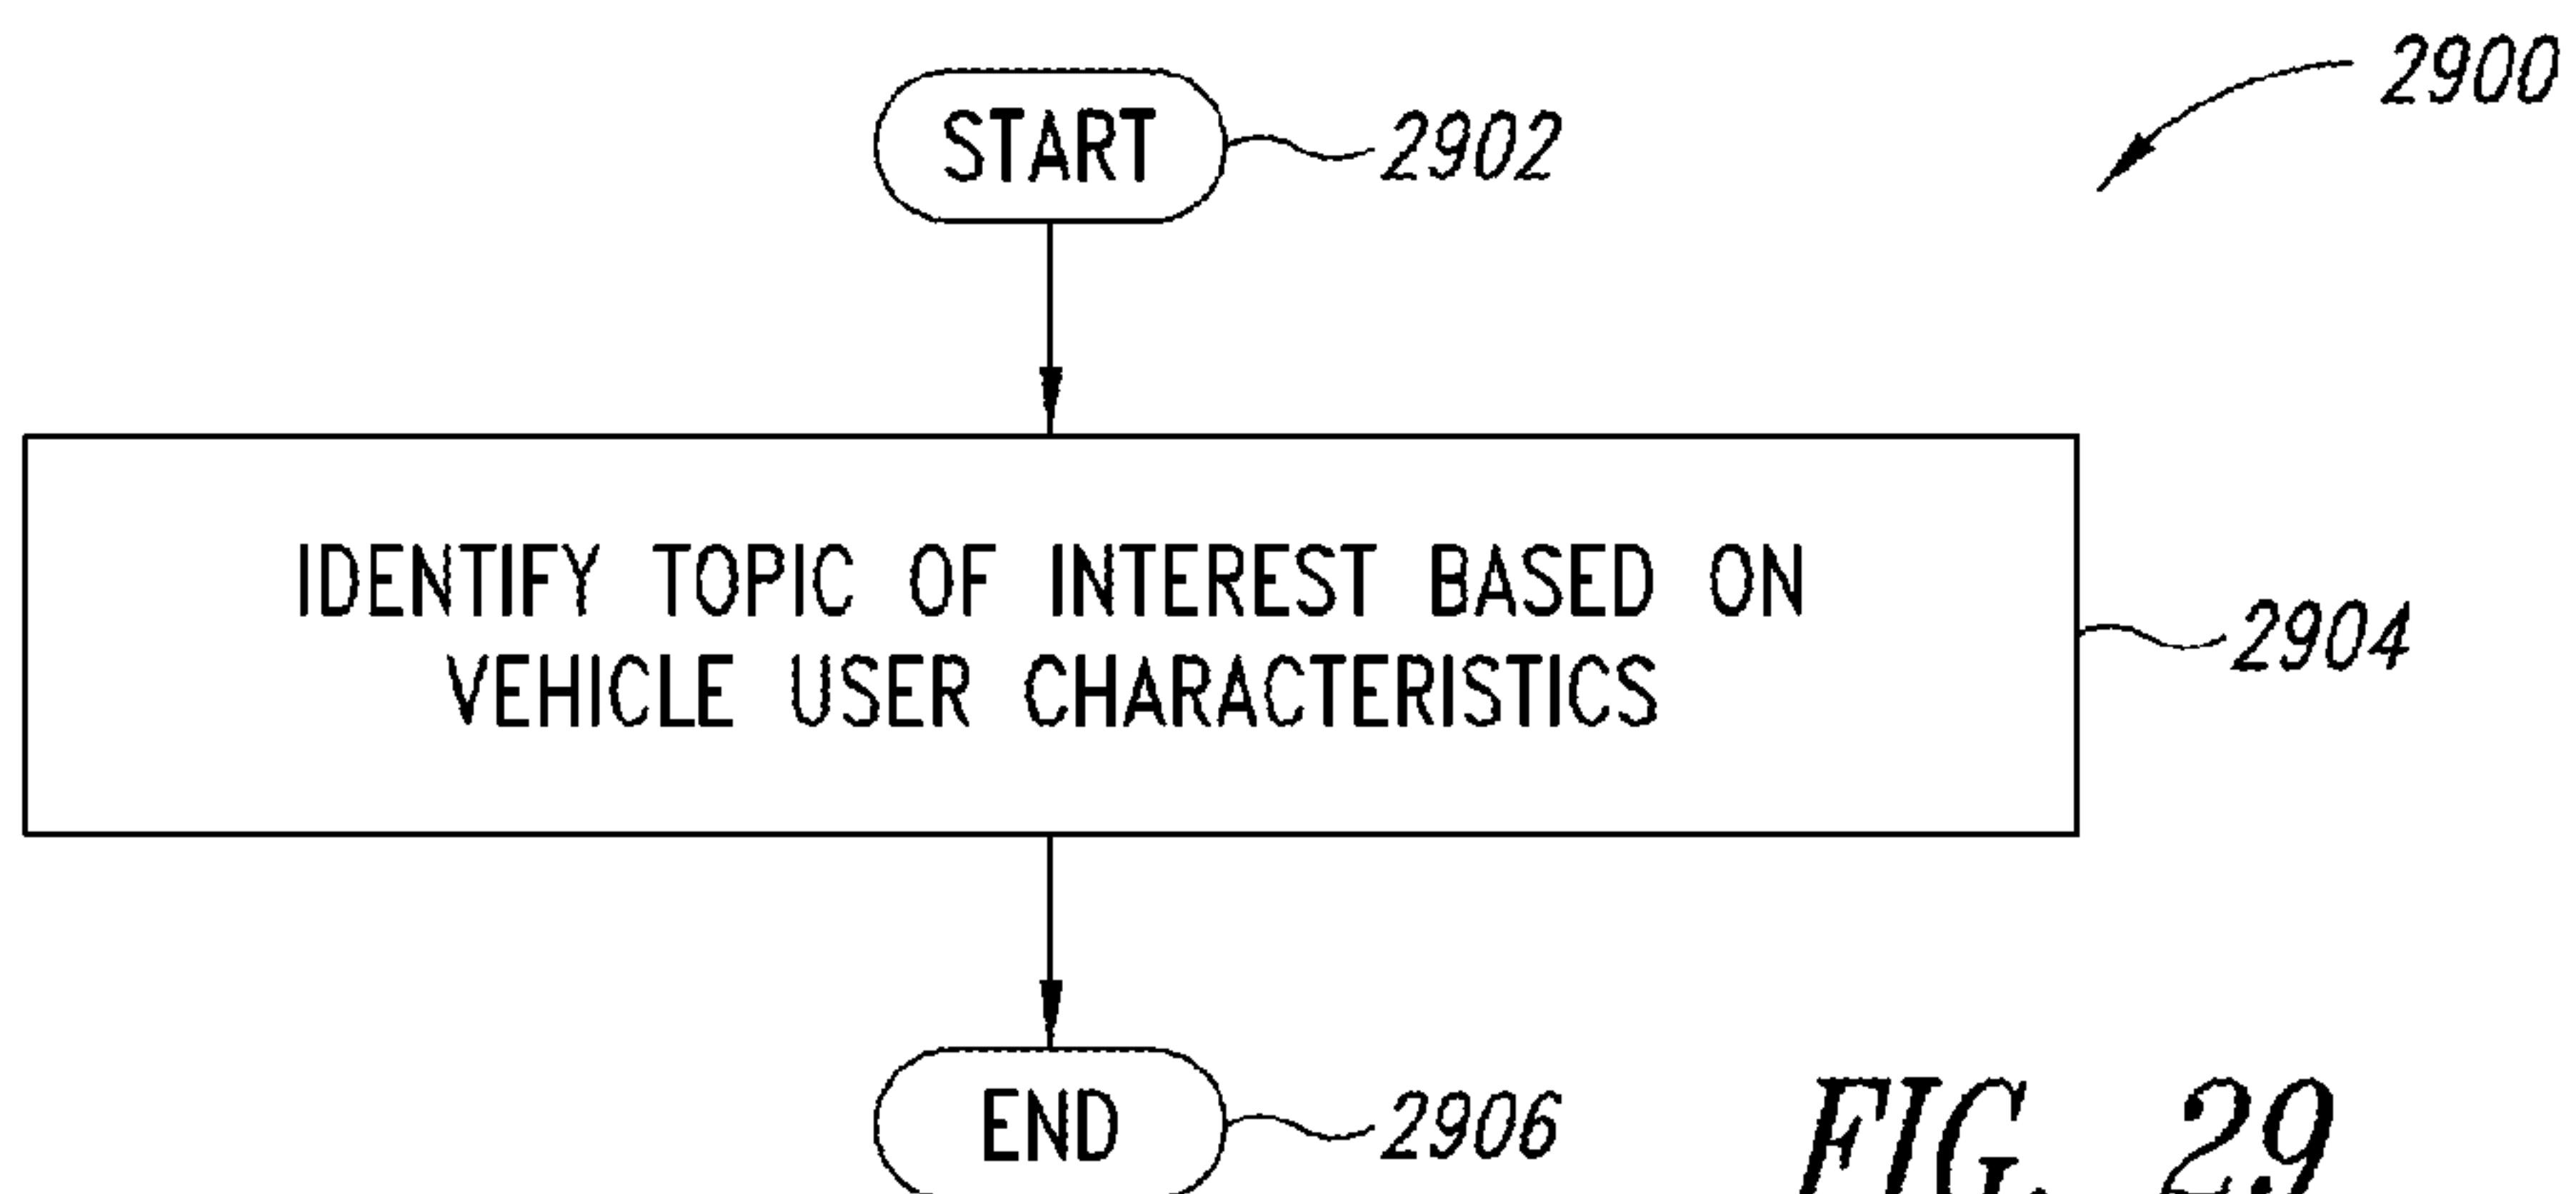 2900
START 2902
IDENTIFY TOPIC OF INTEREST BASED ON
VEHICLE USER CHARACTERISTICS
2904
END 2906
FIG. 29